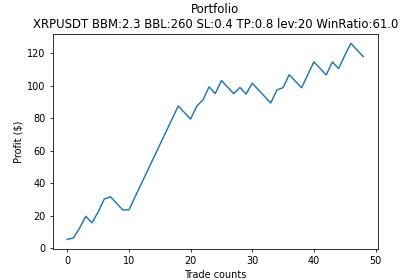 Portfolio
XRPUSDT BBM:2.3 BBL:260 SL:0.4 TP:0.8 lev:20 WinRatio:61.0
120
100
80
60
40
20
0
Profit ($)
0 10 20 30 40 50
Trade counts